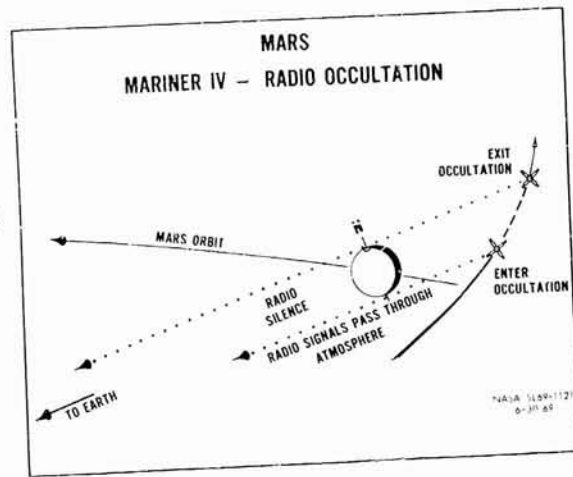 MARS
MARINER IV – RADIO OCCULTATION
EXIT
OCCULTATION
N
MARS ORBIT
ENTER
OCCULTATION
RADIO
SILENCE
RADIO SIGNALS PASS THROUGH
ATMOSPHERE
TO EARTH
NASA